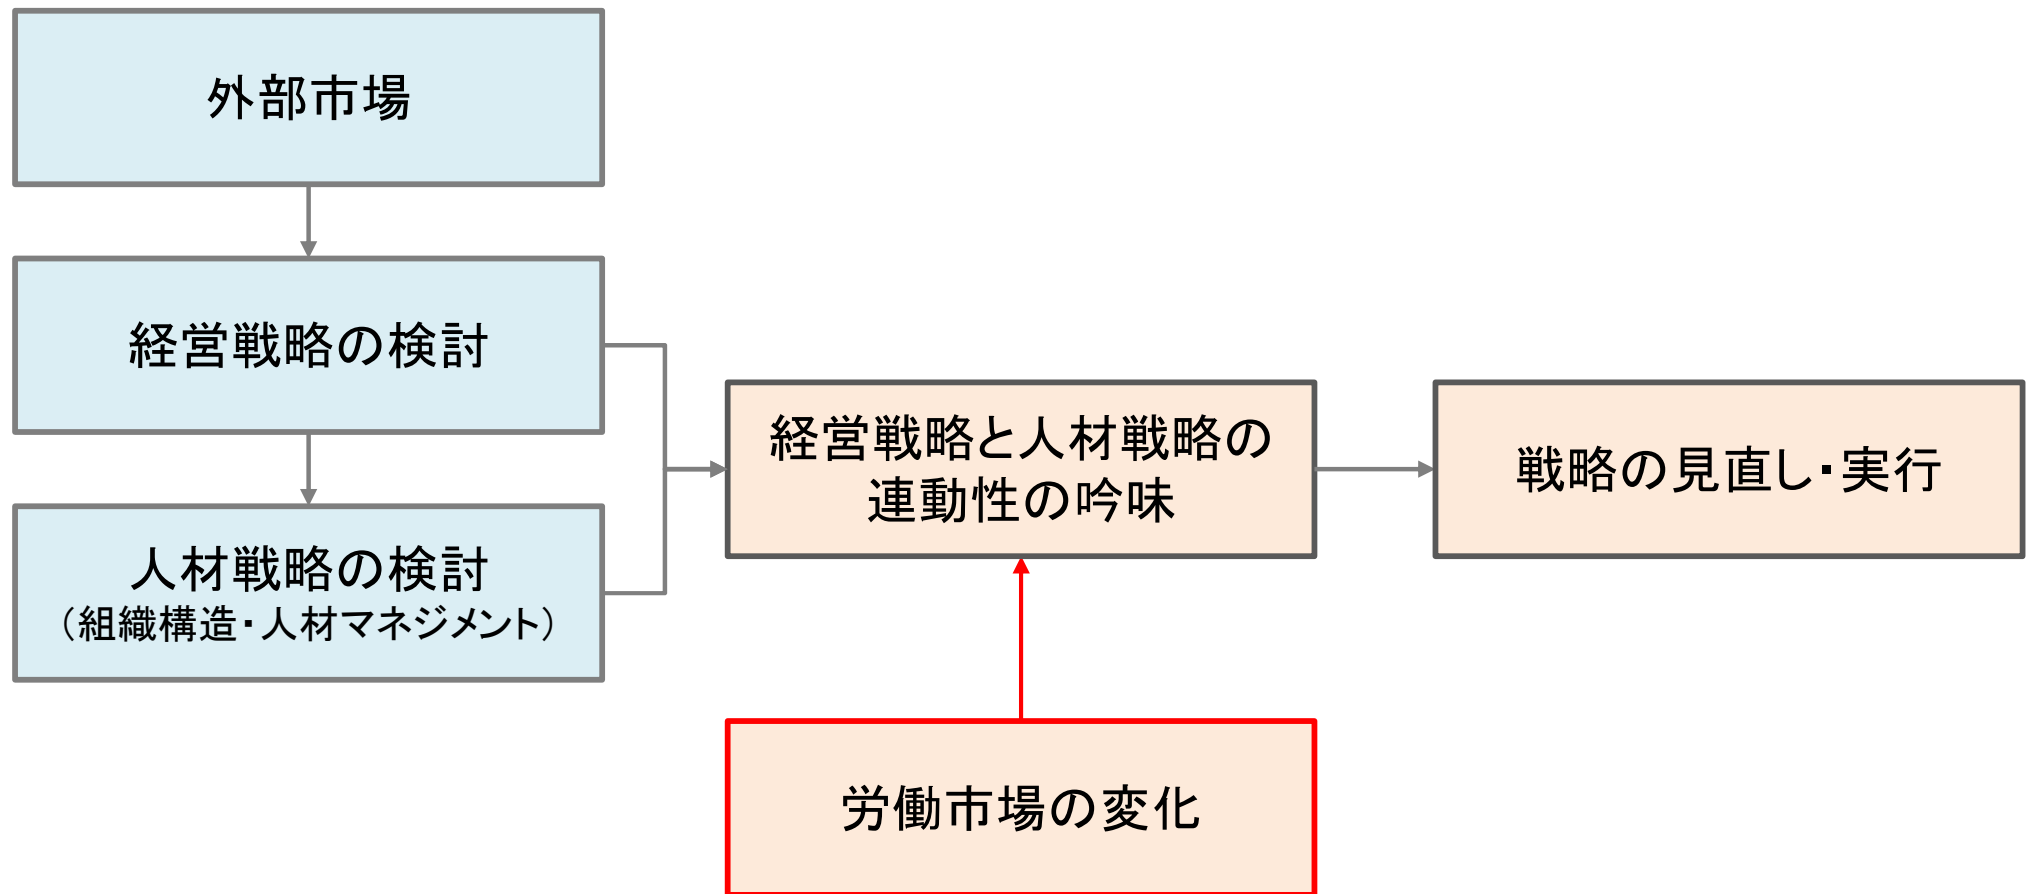 外部市場
経営戦略の検討
人材戦略の検討
（組織構造・人材マネジメント）
経営戦略と人材戦略の
連動性の吟味
戦略の見直し・実行
労働市場の変化